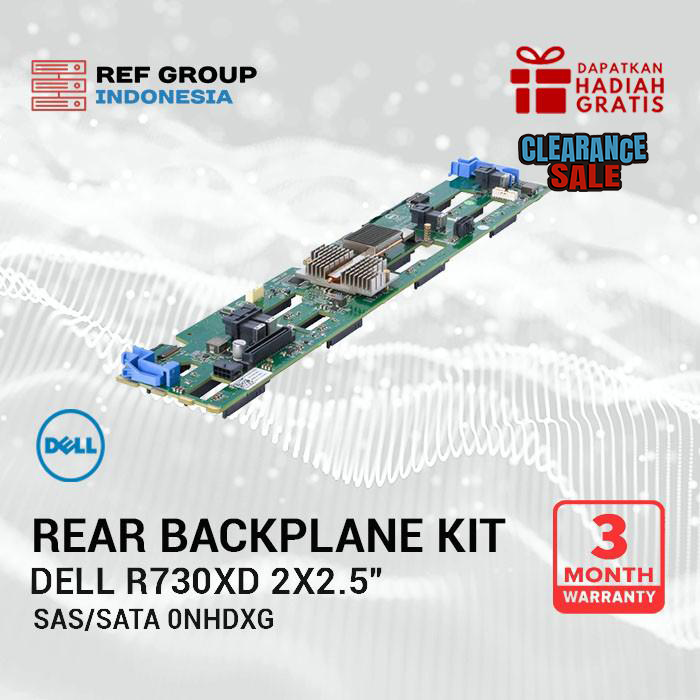 REF GROUP
INDONESIA
DAPATKAN
HADIAH
GRATIS
CLEARANCE
SALE
DELL
REAR BACKPLANE KIT
DELL R730XD 2X2.5"
SAS/SATA 0NHDXG
3
MONTH
WARRANTY